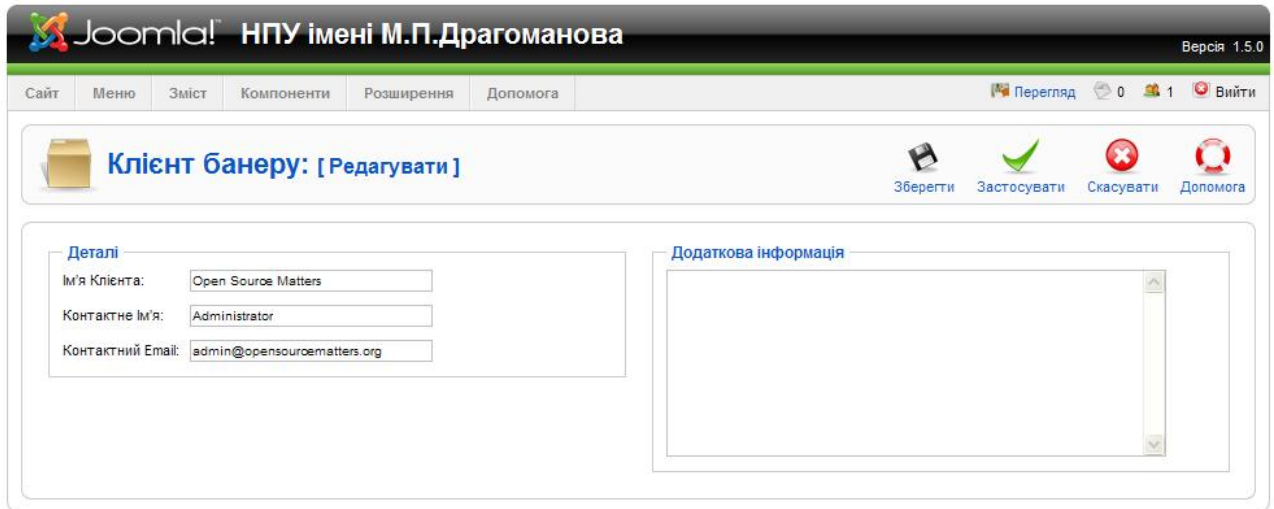 Joomla! НПУ імені М.П.Драгоманова
Версія 1.5.0
Сайт Меню Зміст Компоненти Розширення Допомога Перегляд 0 1 Вийти
Клієнт банеру: [ Редагувати ]
Зберегти Застосувати Скасувати Допомога
Деталі
Ім'я Клієнта: Open Source Matters
Контактне Ім'я: Administrator
Контактний Email: admin@opensourcematters.org
Додаткова інформація